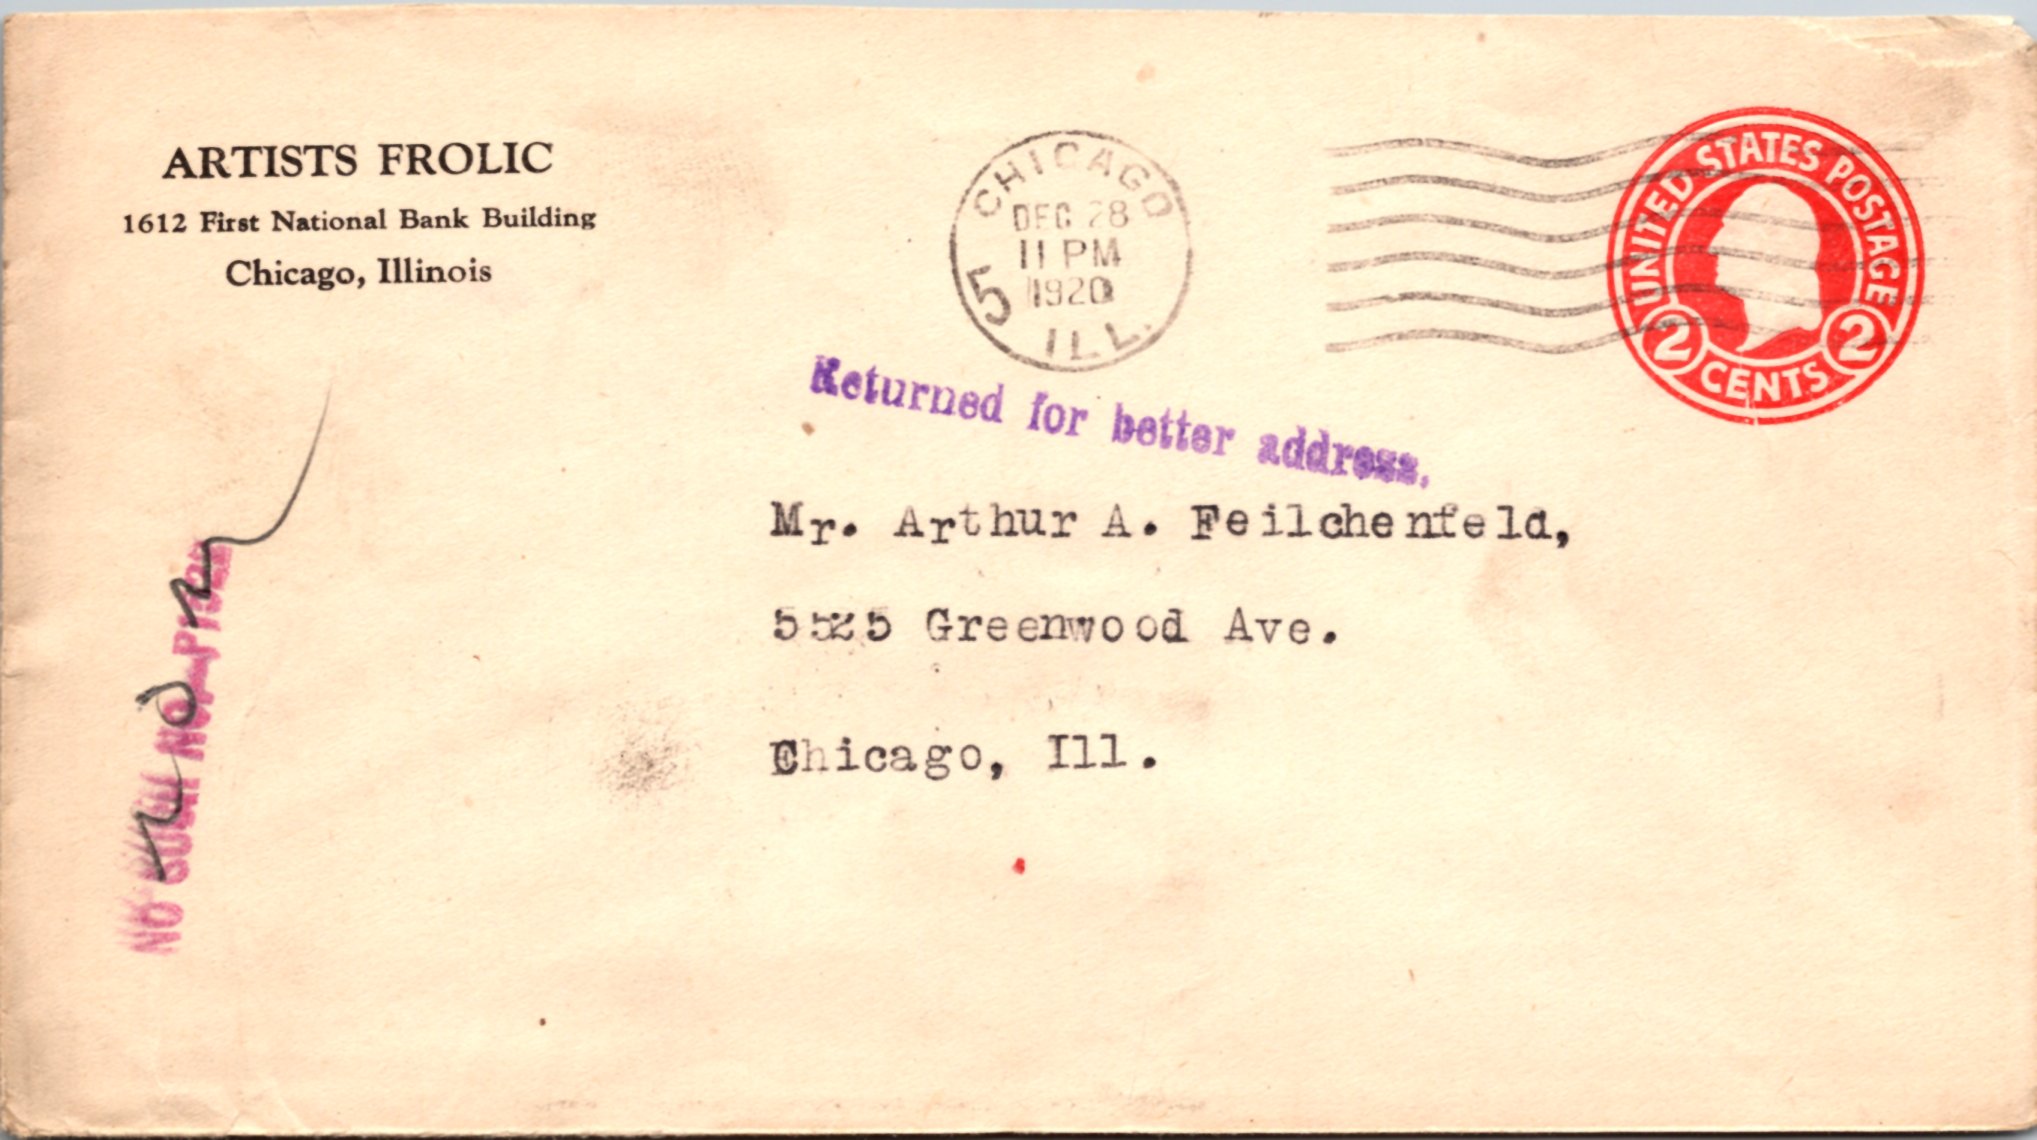 ARTISTS FROLIC
1612 First National Bank Building
Chicago, Illinois
CHICAGO
DEC 28
11 PM
1920
5
ILL.
UNITED STATES POSTAGE
2 CENTS 2
Returned for better address.
Mr. Arthur A. Feilchenfeld,
5525 Greenwood Ave.
Chicago, Ill.
NO SUCH NO.